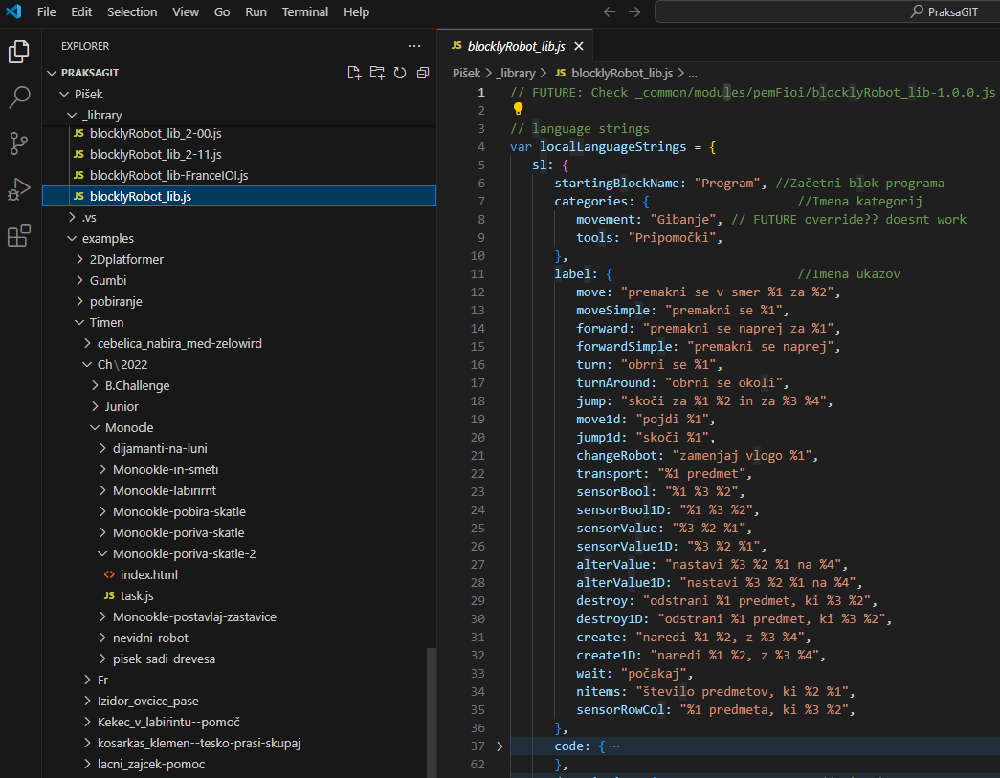 File Edit Selection View Go Run Terminal Help
PraksaGIT
EXPLORER
PRAKSAGIT
Pišek
_library
JS blocklyRobot_lib_2-00.js
JS blocklyRobot_lib_2-11.js
JS blocklyRobot_lib-FranceIOI.js
JS blocklyRobot_lib.js
.vs
examples
2Dplatformer
Gumbi
pobiranje
Timen
cebelica_nabira_med-zelowird
Ch\2022
B.Challenge
Junior
Monocle
dijamanti-na-luni
Monookle-in-smeti
Monookle-labirirnt
Monookle-pobira-skatle
Monookle-poriva-skatle
Monookle-poriva-skatle-2
<> index.html
JS task.js
Monookle-postavlaj-zastavice
nevidni-robot
pisek-sadi-drevesa
Fr
Izidor_ovcice_pase
Kekec_v_labirintu--pomoč
kosarkas_klemen--tesko-prasi-skupaj
lacni_zajcek-pomoc
JS blocklyRobot_lib.js
Pišek > _library > JS blocklyRobot_lib.js > ...
1 // FUTURE: Check _common/modules/pemFioi/blocklyRobot_lib-1.0.0.js
2
3 // language strings
4 var localLanguageStrings = {
5 sl: {
6 startingBlockName: "Program", //Začetni blok programa
7 categories: { //Imena kategorij
8 movement: "Gibanje", // FUTURE override?? doesnt work
9 tools: "Pripomočki",
10 },
11 label: { //Imena ukazov
12 move: "premakni se v smer %1 za %2",
13 moveSimple: "premakni se %1",
14 forward: "premakni se naprej za %1",
15 forwardSimple: "premakni se naprej",
16 turn: "obrni se %1",
17 turnAround: "obrni se okoli",
18 jump: "skoči za %1 %2 in za %3 %4",
19 move1d: "pojdi %1",
20 jump1d: "skoči %1",
21 changeRobot: "zamenjaj vlogo %1",
22 transport: "%1 predmet",
23 sensorBool: "%1 %3 %2",
24 sensorBool1D: "%1 %3 %2",
25 sensorValue: "%3 %2 %1",
26 sensorValue1D: "%3 %2 %1",
27 alterValue: "nastavi %3 %2 %1 na %4",
28 alterValue1D: "nastavi %3 %2 %1 na %4",
29 destroy: "odstrani %1 predmet, ki %3 %2",
30 destroy1D: "odstrani %1 predmet, ki %3 %2",
31 create: "naredi %1 %2, z %3 %4",
32 create1D: "naredi %1 %2, z %3 %4",
33 wait: "počakaj",
34 nitems: "število predmetov, ki %2 %1",
35 sensorRowCol: "%1 predmeta, ki %3 %2",
36 },
37 > code: { ...
62 },